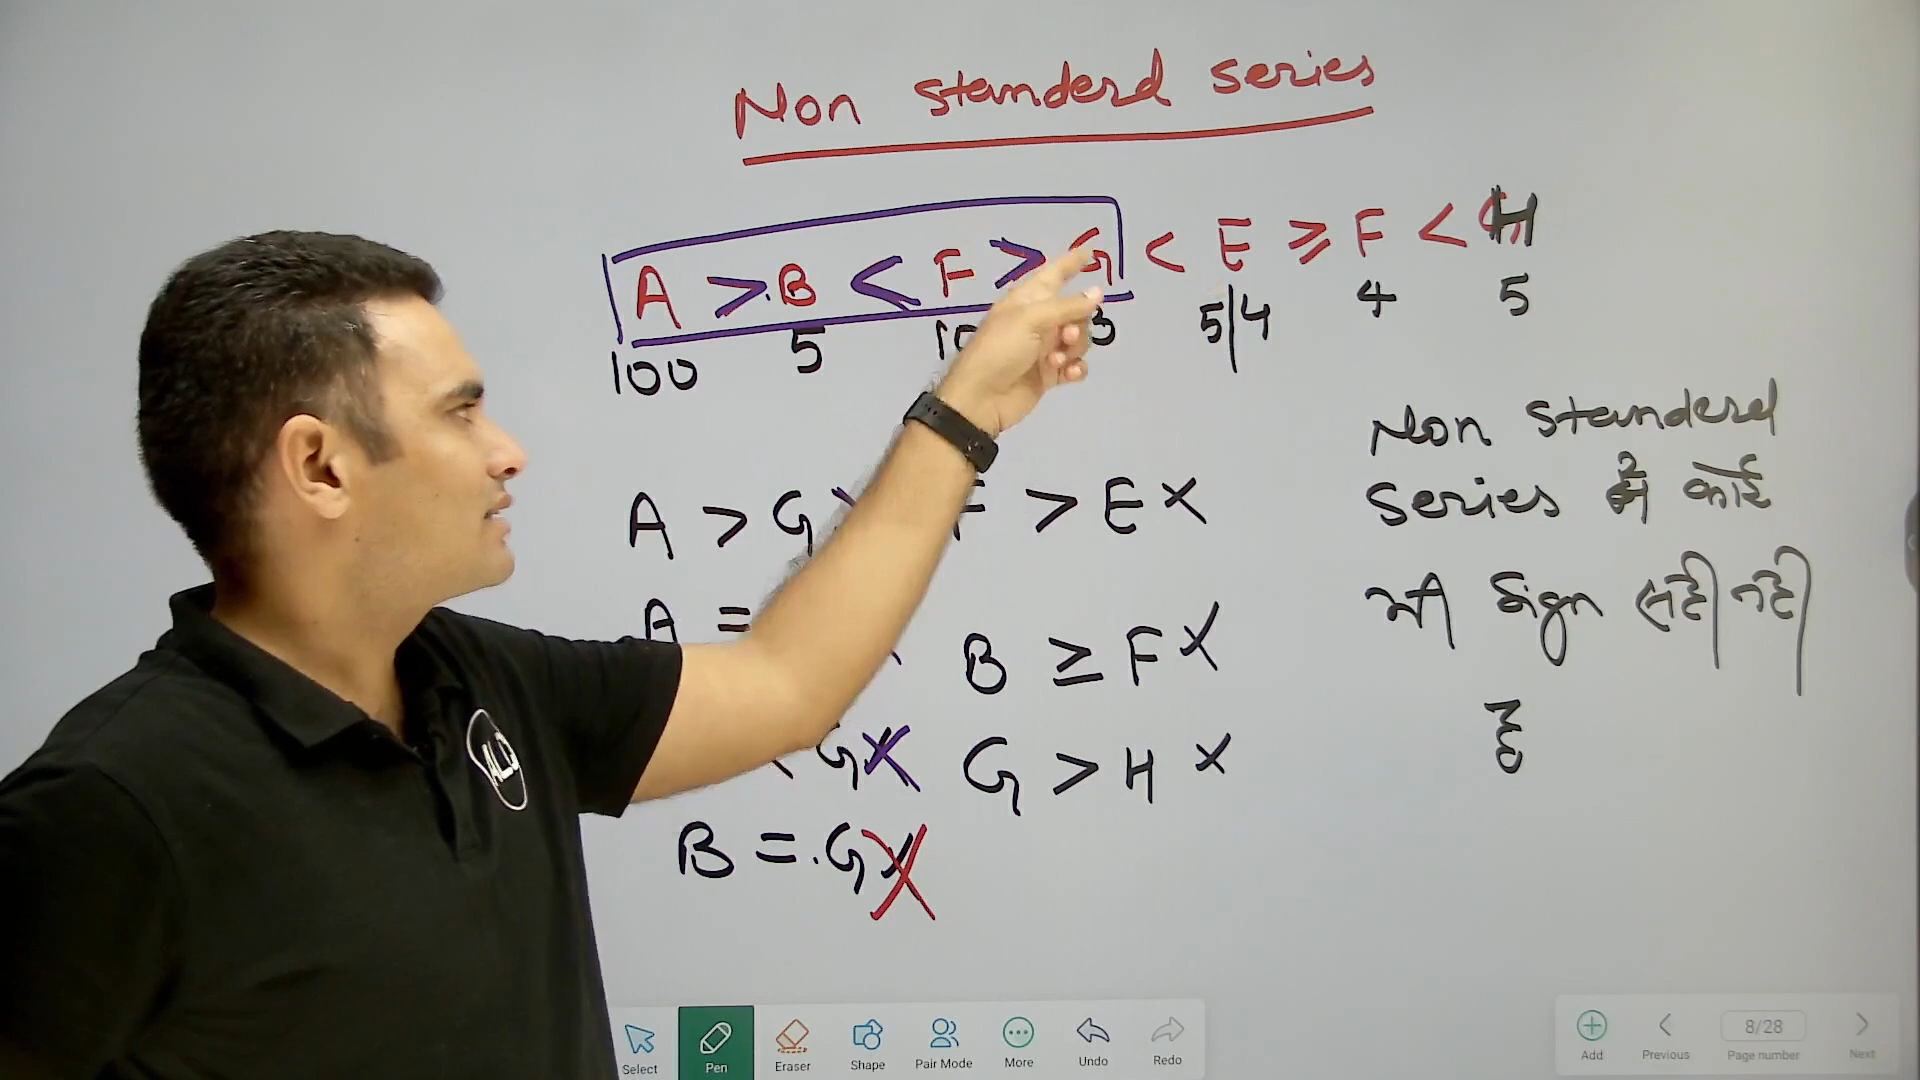 Non standerd series
A > B < F > G < E ≥ F < H
100 5 10 3 5/4 4 5
Non standerd
series में कोई
भी sign सही नहीं
है
A > G F > E ×
A =
B ≥ F ×
G × G > H ×
B = G ×
ALD
Select Pen Eraser Shape Pair Mode More Undo Redo
Add Previous 8/28 Page number Next